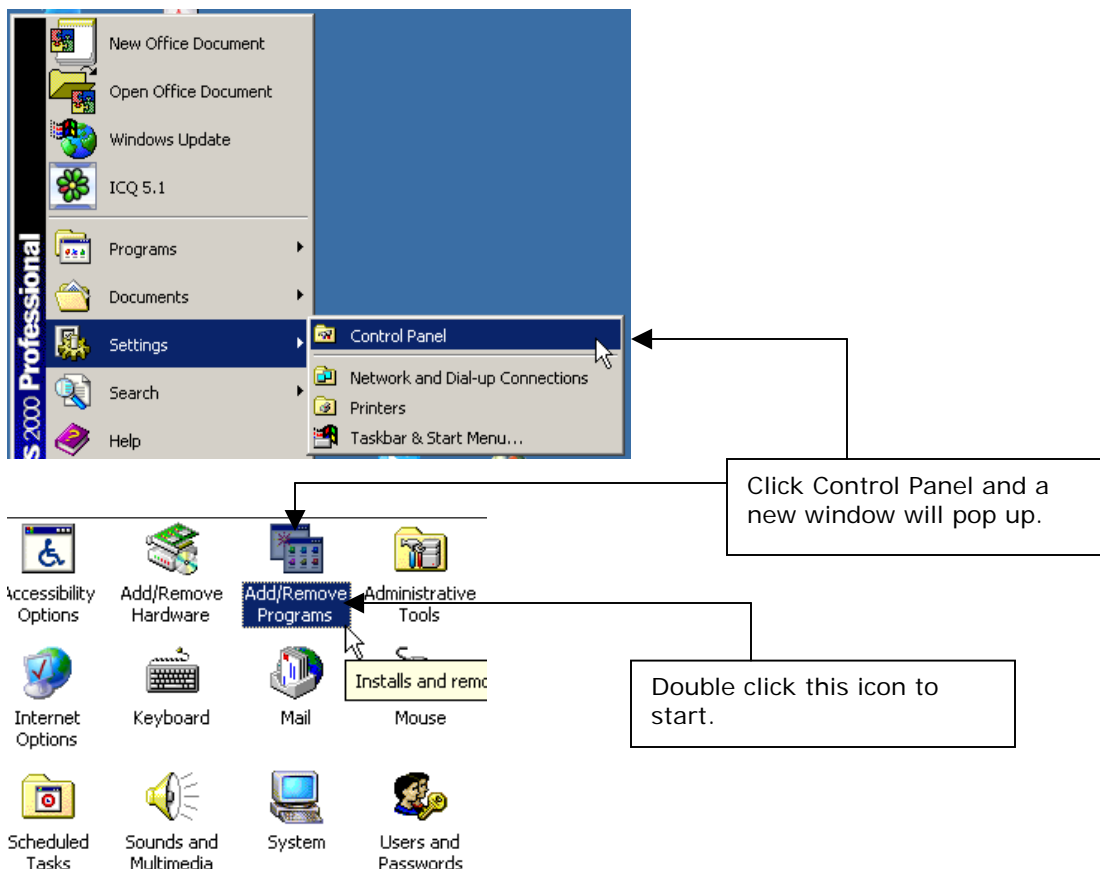 New Office Document
Open Office Document
Windows Update
ICQ 5.1
Programs
Documents
Settings
Search
Help
s 2000 Professional
Control Panel
Network and Dial-up Connections
Printers
Taskbar & Start Menu...
Click Control Panel and a
new window will pop up.
Accessibility
Options
Add/Remove
Hardware
Add/Remove
Programs
Administrative
Tools
Installs and remo
Internet
Options
Keyboard
Mail
Mouse
Double click this icon to
start.
Scheduled
Tasks
Sounds and
Multimedia
System
Users and
Passwords